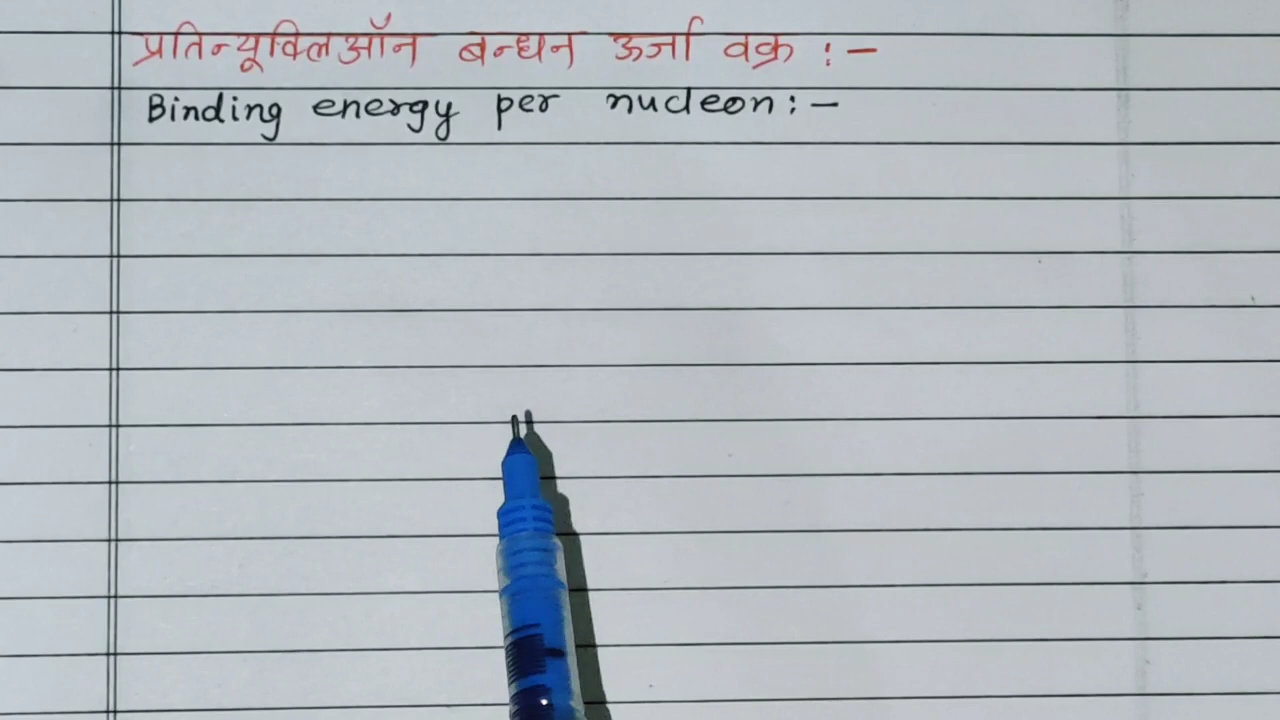 प्रतिन्यूक्लिऑन बन्धन ऊर्जा वक्र :-
Binding energy per nucleon:-